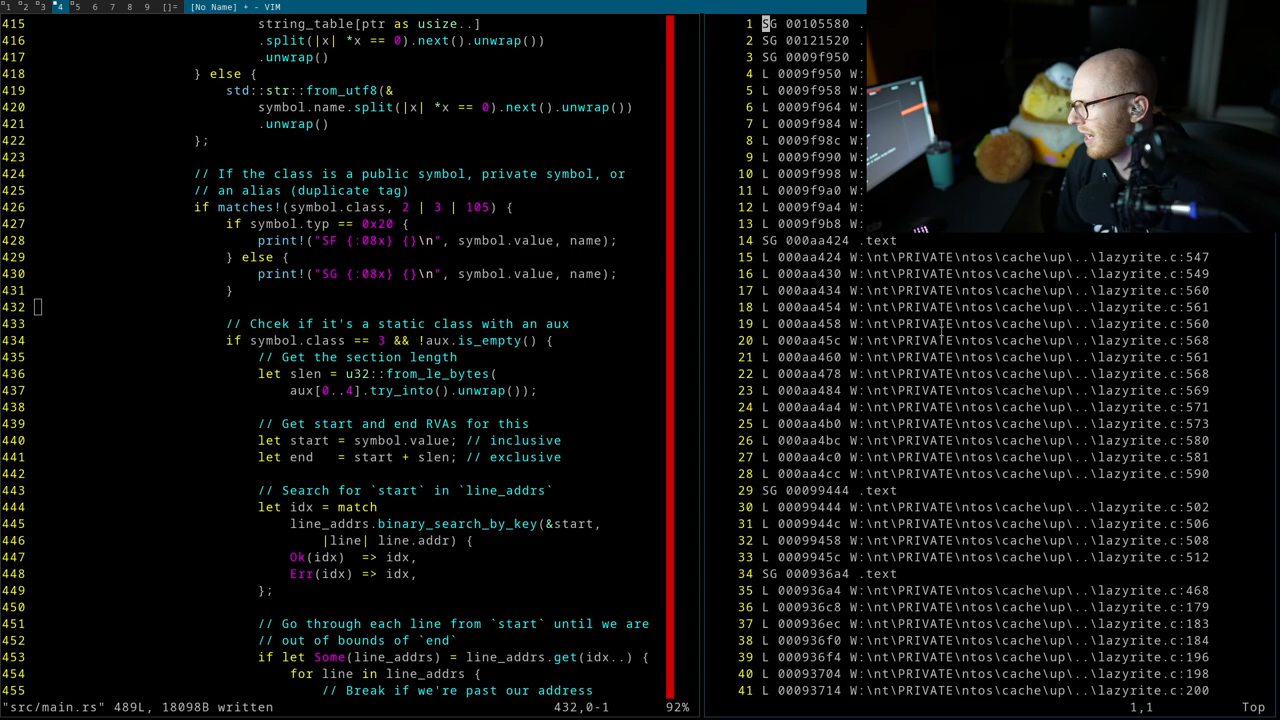 1 2 3 4 5 6 7 8 9 []= [No Name] + - VIM
415 string_table[ptr as usize..]
416 .split(|x| *x == 0).next().unwrap())
417 .unwrap()
418 } else {
419 std::str::from_utf8(&
420 symbol.name.split(|x| *x == 0).next().unwrap())
421 .unwrap()
422 };
423
424 // If the class is a public symbol, private symbol, or
425 // an alias (duplicate tag)
426 if matches!(symbol.class, 2 | 3 | 105) {
427 if symbol.typ == 0x20 {
428 print!("SF {:08x} {}\n", symbol.value, name);
429 } else {
430 print!("SG {:08x} {}\n", symbol.value, name);
431 }
432
433 // Chcek if it's a static class with an aux
434 if symbol.class == 3 && !aux.is_empty() {
435 // Get the section length
436 let slen = u32::from_le_bytes(
437 aux[0..4].try_into().unwrap());
438
439 // Get start and end RVAs for this
440 let start = symbol.value; // inclusive
441 let end = start + slen; // exclusive
442
443 // Search for `start` in `line_addrs`
444 let idx = match
445 line_addrs.binary_search_by_key(&start,
446 |line| line.addr) {
447 Ok(idx) => idx,
448 Err(idx) => idx,
449 };
450
451 // Go through each line from `start` until we are
452 // out of bounds of `end`
453 if let Some(line_addrs) = line_addrs.get(idx..) {
454 for line in line_addrs {
455 // Break if we're past our address
"src/main.rs" 489L, 18098B written 432,0-1 92%
1 SG 00105580 .
2 SG 00121520 .
3 SG 0009f950 .
4 L 0009f950 W:
5 L 0009f958 W:
6 L 0009f964 W:
7 L 0009f984 W:
8 L 0009f98c W:
9 L 0009f990 W:
10 L 0009f998 W:
11 L 0009f9a0 W:
12 L 0009f9a4 W:
13 L 0009f9b8 W:
14 SG 000aa424 .text
15 L 000aa424 W:\nt\PRIVATE\ntos\cache\up\..\lazyrite.c:547
16 L 000aa430 W:\nt\PRIVATE\ntos\cache\up\..\lazyrite.c:549
17 L 000aa434 W:\nt\PRIVATE\ntos\cache\up\..\lazyrite.c:560
18 L 000aa454 W:\nt\PRIVATE\ntos\cache\up\..\lazyrite.c:561
19 L 000aa458 W:\nt\PRIVATE\ntos\cache\up\..\lazyrite.c:560
20 L 000aa45c W:\nt\PRIVATE\ntos\cache\up\..\lazyrite.c:568
21 L 000aa460 W:\nt\PRIVATE\ntos\cache\up\..\lazyrite.c:561
22 L 000aa478 W:\nt\PRIVATE\ntos\cache\up\..\lazyrite.c:568
23 L 000aa484 W:\nt\PRIVATE\ntos\cache\up\..\lazyrite.c:569
24 L 000aa4a4 W:\nt\PRIVATE\ntos\cache\up\..\lazyrite.c:571
25 L 000aa4b0 W:\nt\PRIVATE\ntos\cache\up\..\lazyrite.c:573
26 L 000aa4bc W:\nt\PRIVATE\ntos\cache\up\..\lazyrite.c:580
27 L 000aa4c0 W:\nt\PRIVATE\ntos\cache\up\..\lazyrite.c:581
28 L 000aa4cc W:\nt\PRIVATE\ntos\cache\up\..\lazyrite.c:590
29 SG 00099444 .text
30 L 00099444 W:\nt\PRIVATE\ntos\cache\up\..\lazyrite.c:502
31 L 0009944c W:\nt\PRIVATE\ntos\cache\up\..\lazyrite.c:506
32 L 00099458 W:\nt\PRIVATE\ntos\cache\up\..\lazyrite.c:508
33 L 0009945c W:\nt\PRIVATE\ntos\cache\up\..\lazyrite.c:512
34 SG 000936a4 .text
35 L 000936a4 W:\nt\PRIVATE\ntos\cache\up\..\lazyrite.c:468
36 L 000936c8 W:\nt\PRIVATE\ntos\cache\up\..\lazyrite.c:179
37 L 000936ec W:\nt\PRIVATE\ntos\cache\up\..\lazyrite.c:183
38 L 000936f0 W:\nt\PRIVATE\ntos\cache\up\..\lazyrite.c:184
39 L 000936f4 W:\nt\PRIVATE\ntos\cache\up\..\lazyrite.c:196
40 L 00093704 W:\nt\PRIVATE\ntos\cache\up\..\lazyrite.c:198
41 L 00093714 W:\nt\PRIVATE\ntos\cache\up\..\lazyrite.c:200
1,1 Top